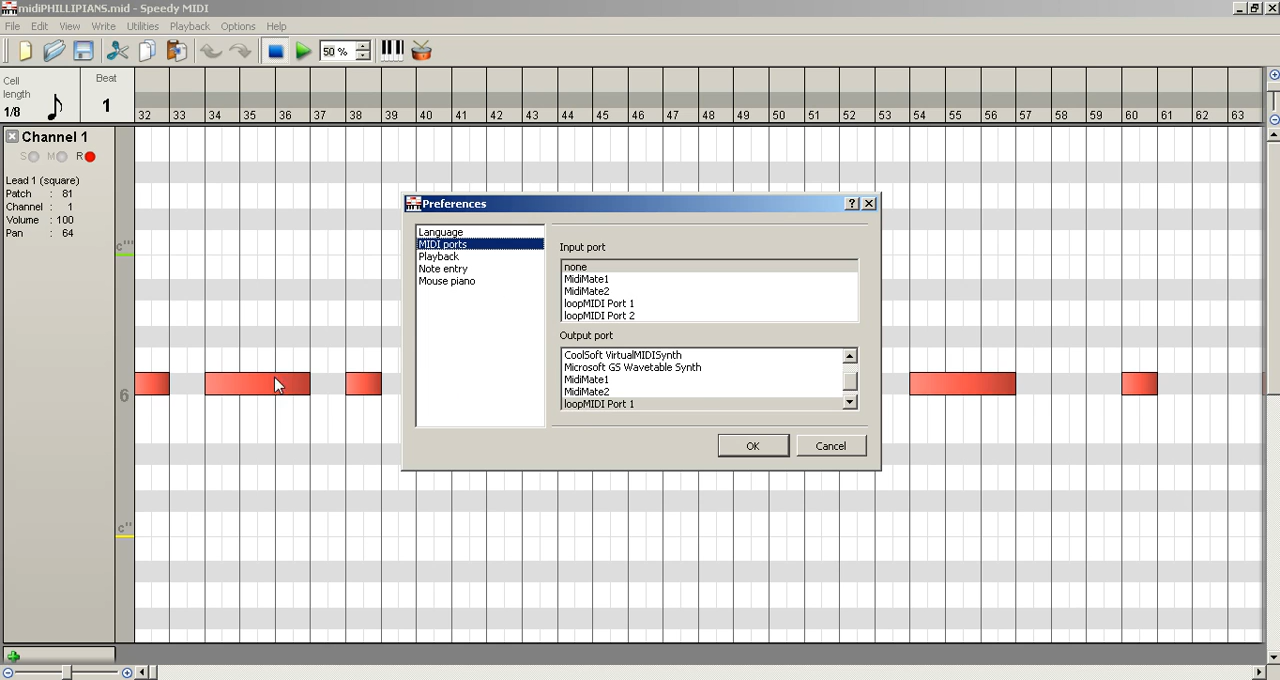 midiPHILLIPIANS.mid - Speedy MIDI
File Edit View Write Utilities Playback Options Help
50 %
Cell length
1/8
Beat
1
32 33 34 35 36 37 38 39 40 41 42 43 44 45 46 47 48 49 50 51 52 53 54 55 56 57 58 59 60 61 62 63
Channel 1
S M R
Lead 1 (square)
Patch : 81
Channel : 1
Volume : 100
Pan : 64
c'''
6
c''
Preferences
Language
MIDI ports
Playback
Note entry
Mouse piano
Input port
none
MidiMate1
MidiMate2
loopMIDI Port 1
loopMIDI Port 2
Output port
CoolSoft VirtualMIDISynth
Microsoft GS Wavetable Synth
MidiMate1
MidiMate2
loopMIDI Port 1
OK Cancel